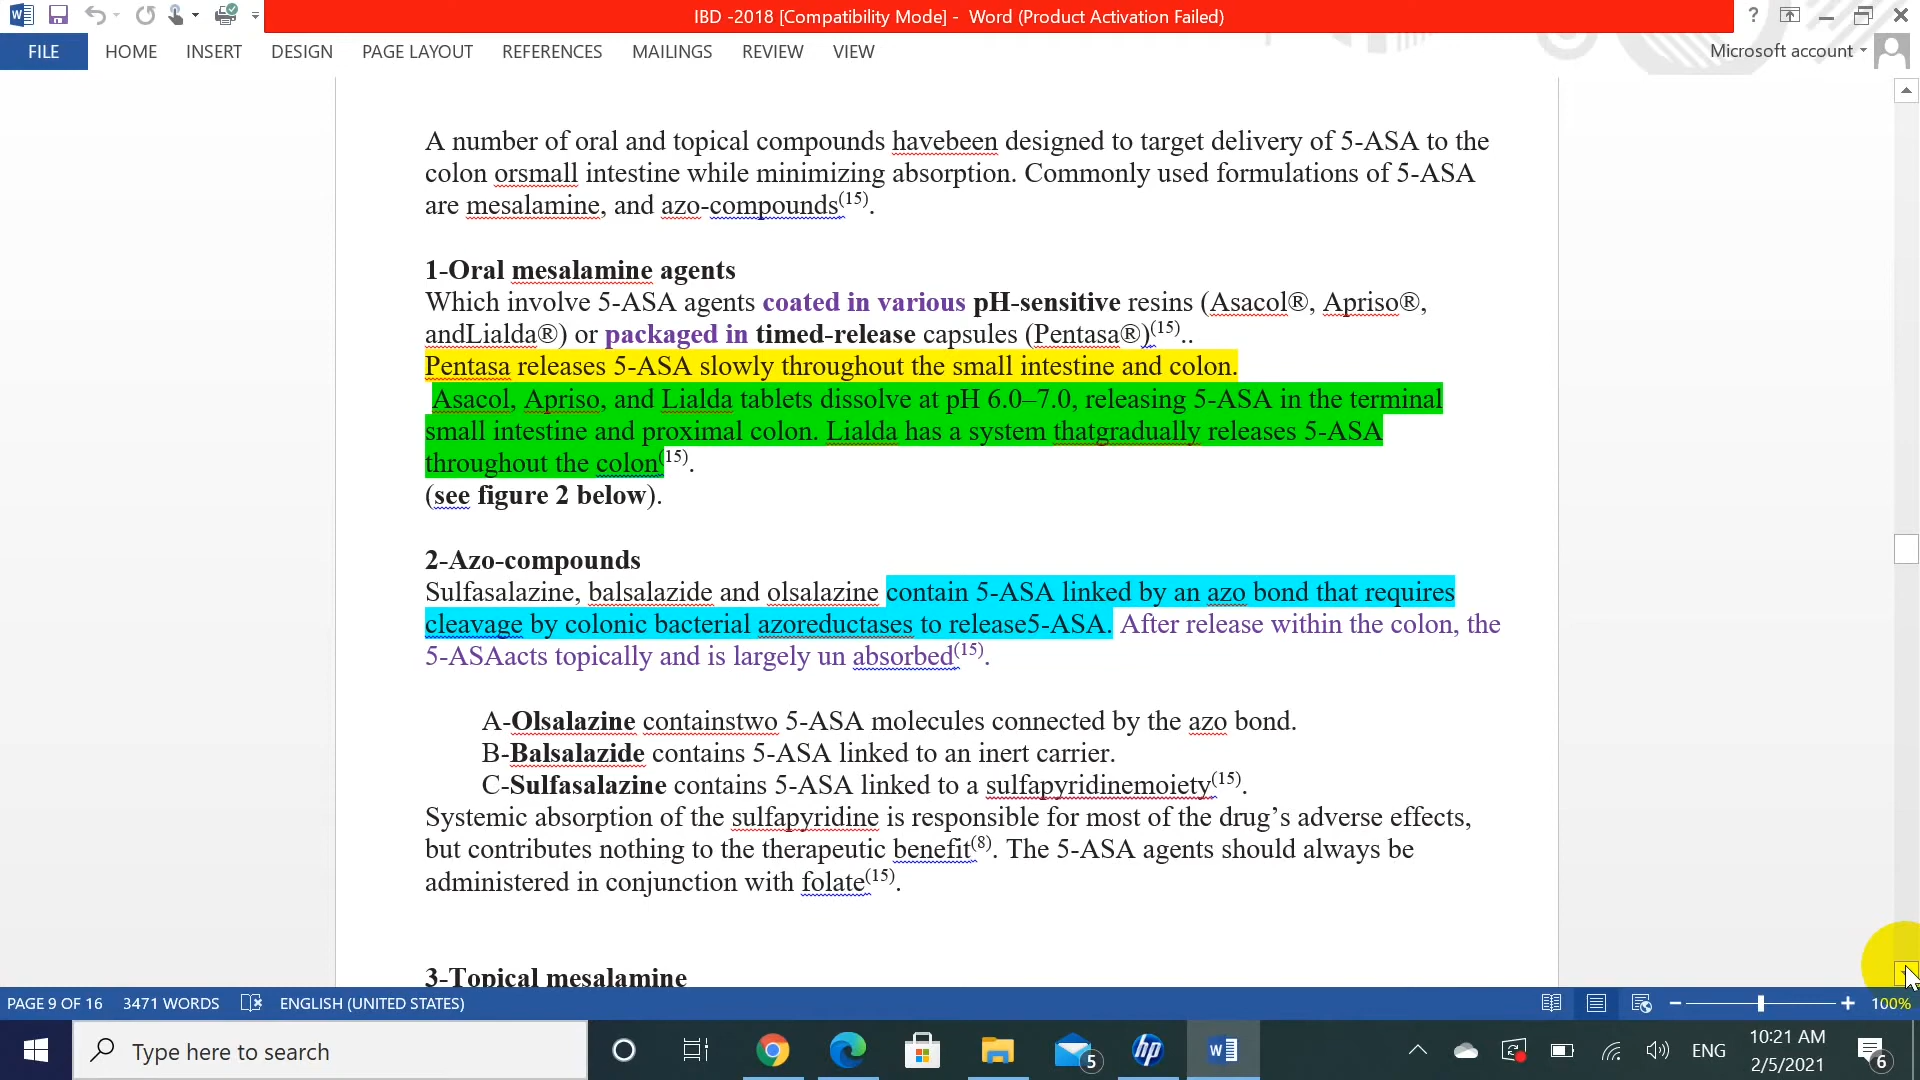 IBD -2018 [Compatibility Mode] - Word (Product Activation Failed)
?
FILE HOME INSERT DESIGN PAGE LAYOUT REFERENCES MAILINGS REVIEW VIEW Microsoft account
A number of oral and topical compounds havebeen designed to target delivery of 5-ASA to the
colon orsmall intestine while minimizing absorption. Commonly used formulations of 5-ASA
are mesalamine, and azo-compounds(15).
1-Oral mesalamine agents
Which involve 5-ASA agents coated in various pH-sensitive resins (Asacol®, Apriso®,
andLialda®) or packaged in timed-release capsules (Pentasa®)(15)..
Pentasa releases 5-ASA slowly throughout the small intestine and colon.
Asacol, Apriso, and Lialda tablets dissolve at pH 6.0–7.0, releasing 5-ASA in the terminal
small intestine and proximal colon. Lialda has a system thatgradually releases 5-ASA
throughout the colon(15).
(see figure 2 below).
2-Azo-compounds
Sulfasalazine, balsalazide and olsalazine contain 5-ASA linked by an azo bond that requires
cleavage by colonic bacterial azoreductases to release5-ASA. After release within the colon, the
5-ASAacts topically and is largely un absorbed(15).
A-Olsalazine containstwo 5-ASA molecules connected by the azo bond.
B-Balsalazide contains 5-ASA linked to an inert carrier.
C-Sulfasalazine contains 5-ASA linked to a sulfapyridinemoiety(15).
Systemic absorption of the sulfapyridine is responsible for most of the drug’s adverse effects,
but contributes nothing to the therapeutic benefit(8). The 5-ASA agents should always be
administered in conjunction with folate(15).
3-Topical mesalamine
PAGE 9 OF 16 3471 WORDS ENGLISH (UNITED STATES) 100%
Type here to search
5
hp
ENG
10:21 AM
2/5/2021
6